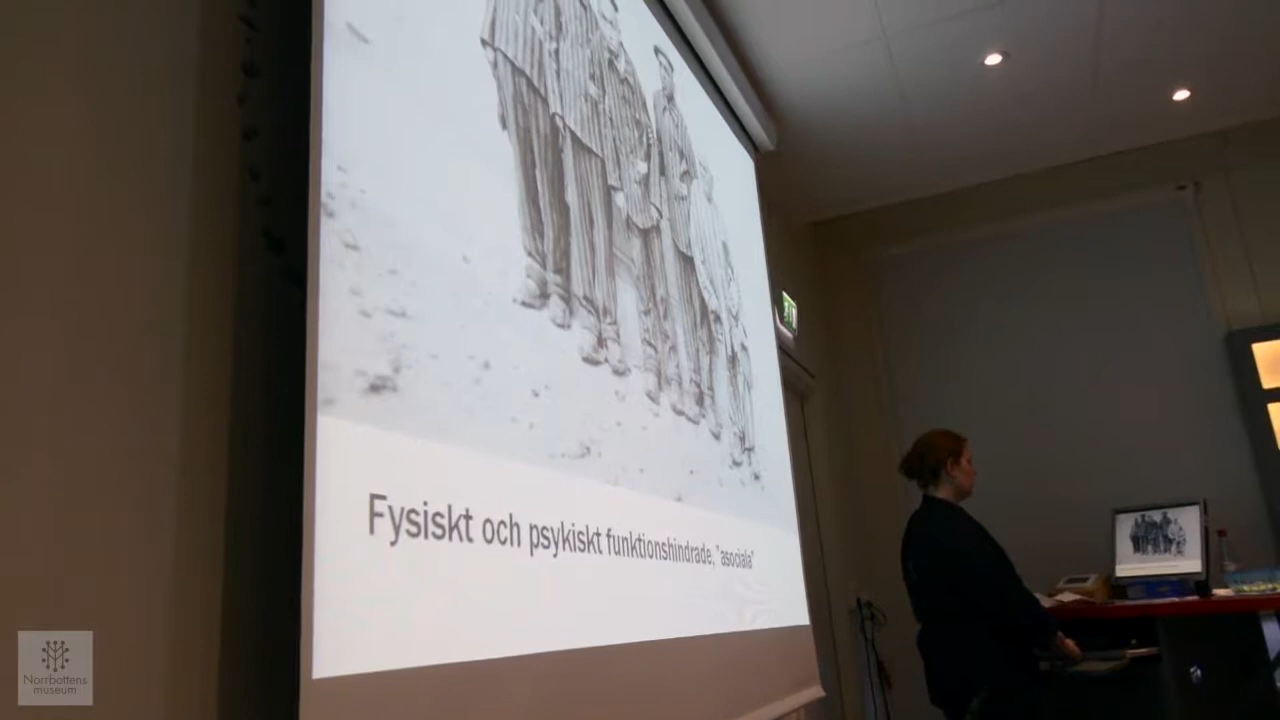 Fysiskt och psykiskt funktionshindrade, "asociala"
Norrbottens
museum